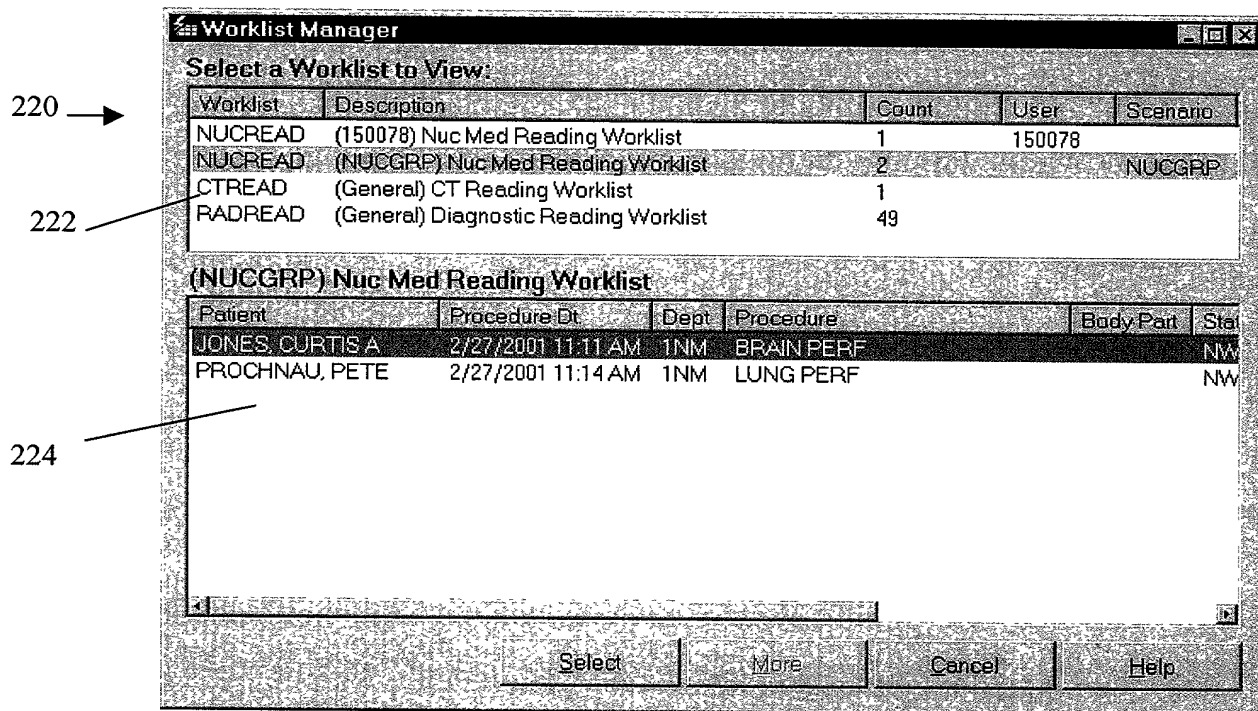 Worklist Manager
Select a Worklist to View:
220
Worklist Description Count User Scenario
NUCREAD (150078) Nuc Med Reading Worklist 1 150078
NUCREAD (NUCGRP) Nuc Med Reading Worklist 2 NUCGRP
CTREAD (General) CT Reading Worklist 1
222
RADREAD (General) Diagnostic Reading Worklist 49
(NUCGRP) Nuc Med Reading Worklist
Patient Procedure Dt Dept Procedure Body Part Stat
JONES, CURTIS A 2/27/2001 11:11 AM 1NM BRAIN PERF NW
PROCHNAU, PETE 2/27/2001 11:14 AM 1NM LUNG PERF NW
224
Select More Cancel Help